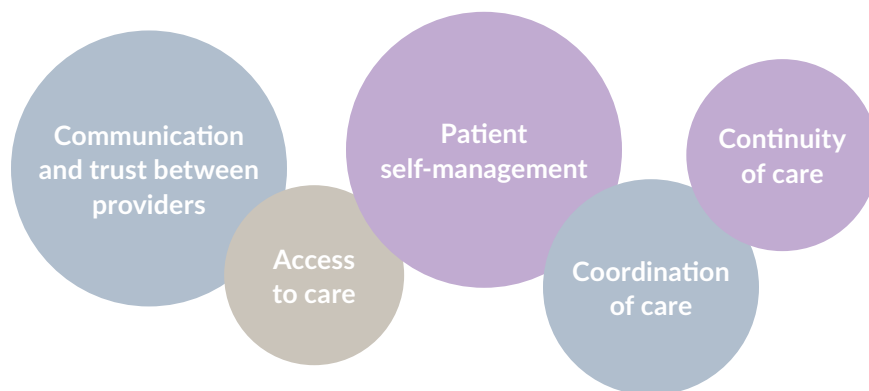 Communication
and trust between
providers
Access
to care
Patient
self-management
Coordination
of care
Continuity
of care